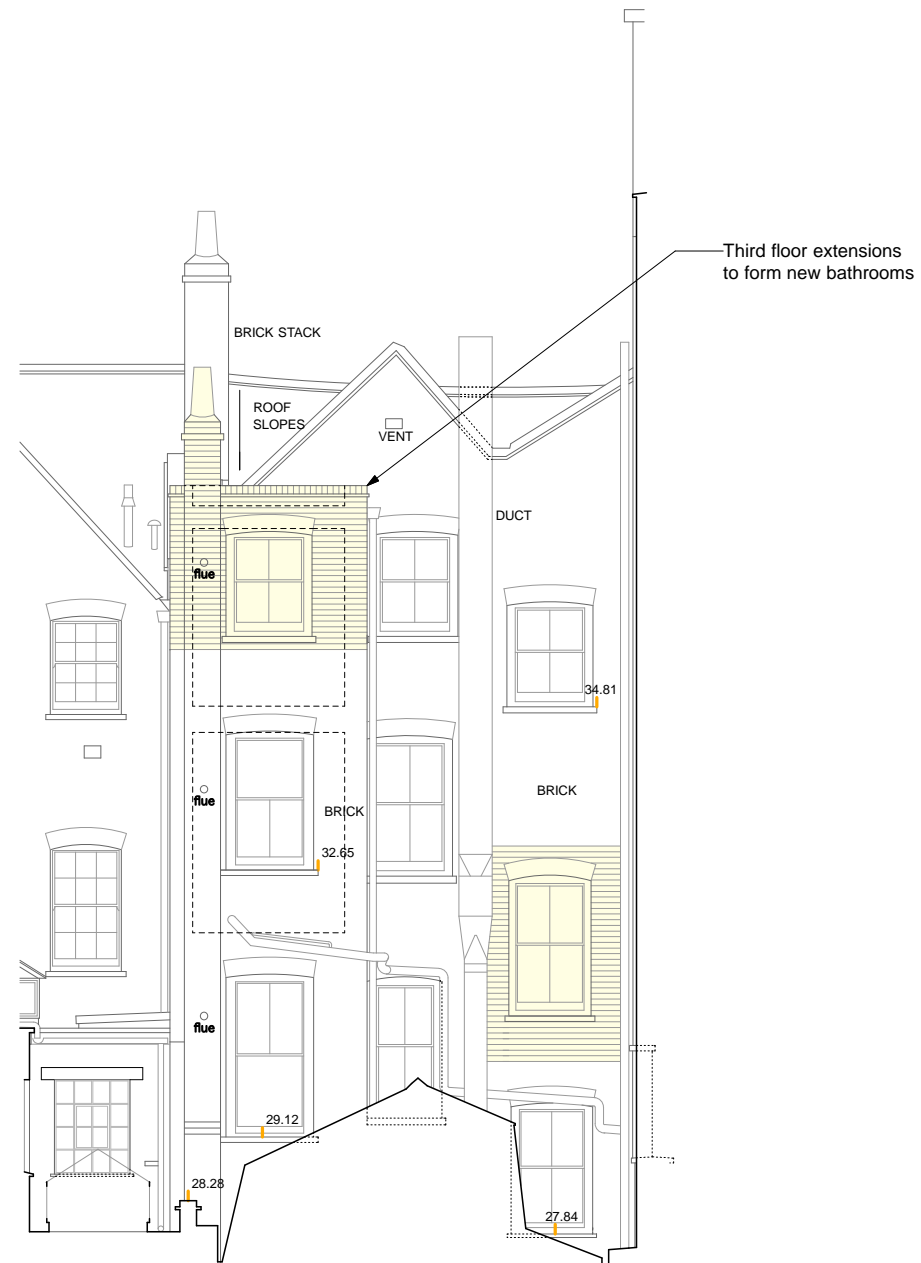 Third floor extensions
to form new bathrooms
BRICK STACK
ROOF
SLOPES
VENT
DUCT
flue
34.81
flue
BRICK
BRICK
32.65
flue
29.12
28.28
27.84